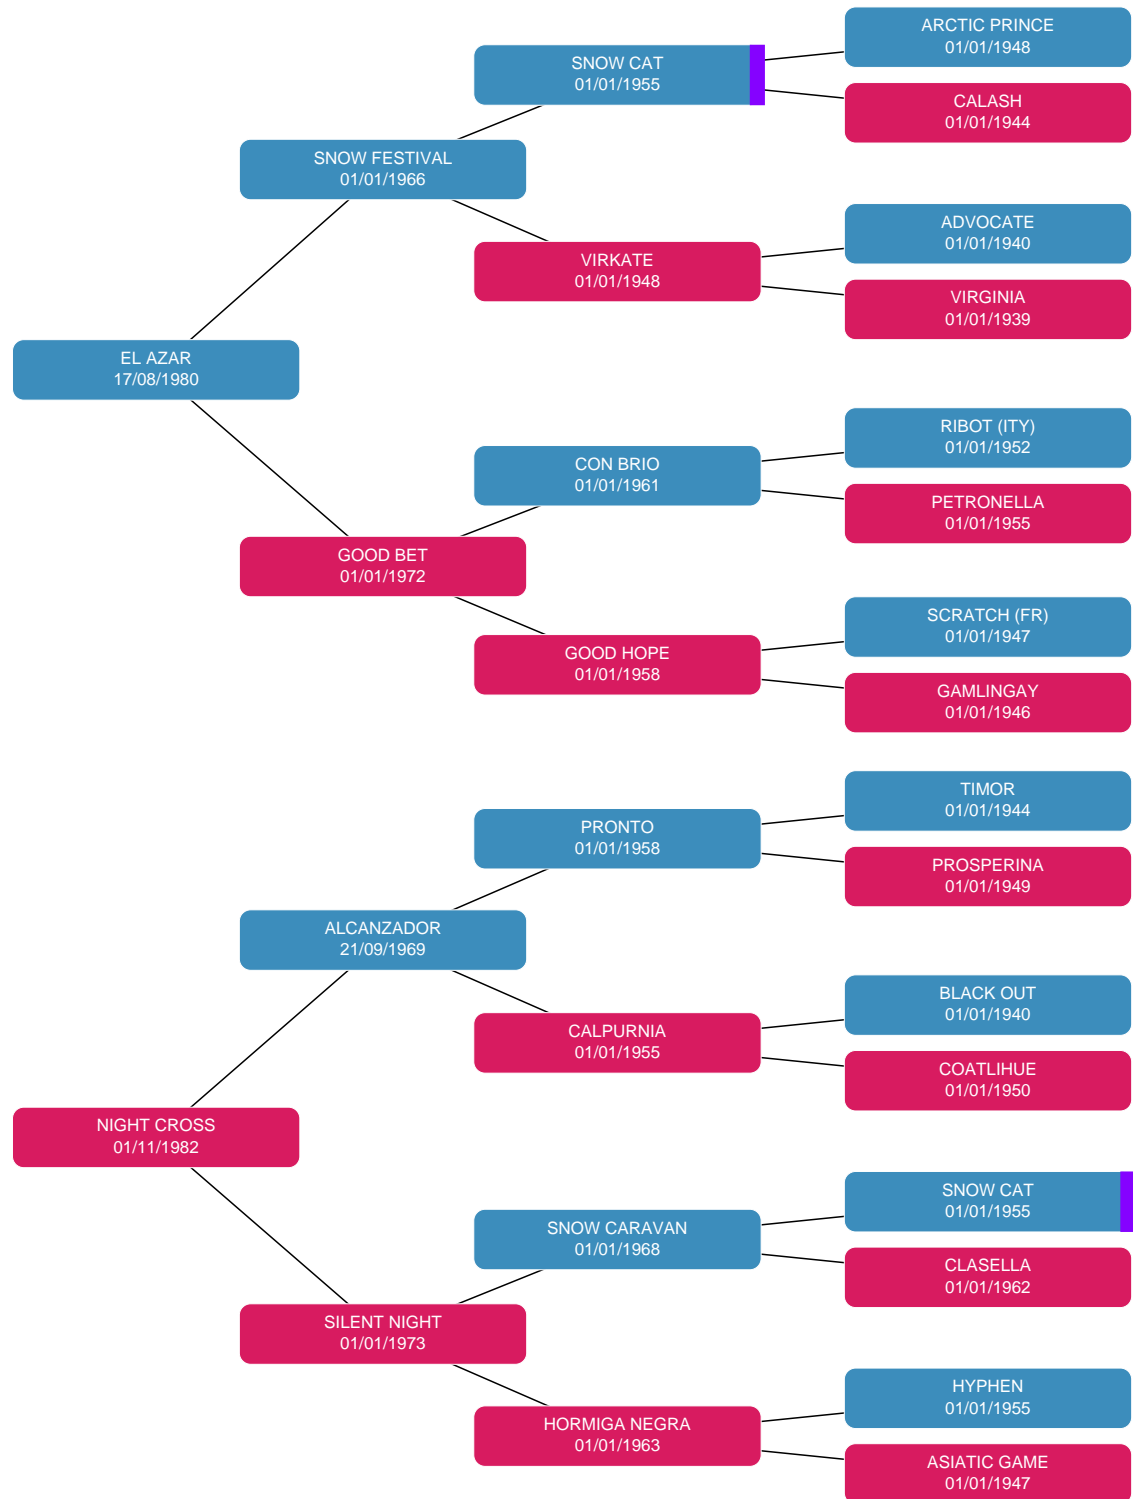 ARCTIC PRINCE
01/01/1948
SNOW CAT
01/01/1955
CALASH
01/01/1944
SNOW FESTIVAL
01/01/1966
ADVOCATE
01/01/1940
VIRKATE
01/01/1948
VIRGINIA
01/01/1939
EL AZAR
17/08/1980
RIBOT (ITY)
01/01/1952
CON BRIO
01/01/1961
PETRONELLA
01/01/1955
GOOD BET
01/01/1972
SCRATCH (FR)
01/01/1947
GOOD HOPE
01/01/1958
GAMLINGAY
01/01/1946
TIMOR
01/01/1944
PRONTO
01/01/1958
PROSPERINA
01/01/1949
ALCANZADOR
21/09/1969
BLACK OUT
01/01/1940
CALPURNIA
01/01/1955
COATLIHUE
01/01/1950
NIGHT CROSS
01/11/1982
SNOW CAT
01/01/1955
SNOW CARAVAN
01/01/1968
CLASELLA
01/01/1962
SILENT NIGHT
01/01/1973
HYPHEN
01/01/1955
HORMIGA NEGRA
01/01/1963
ASIATIC GAME
01/01/1947